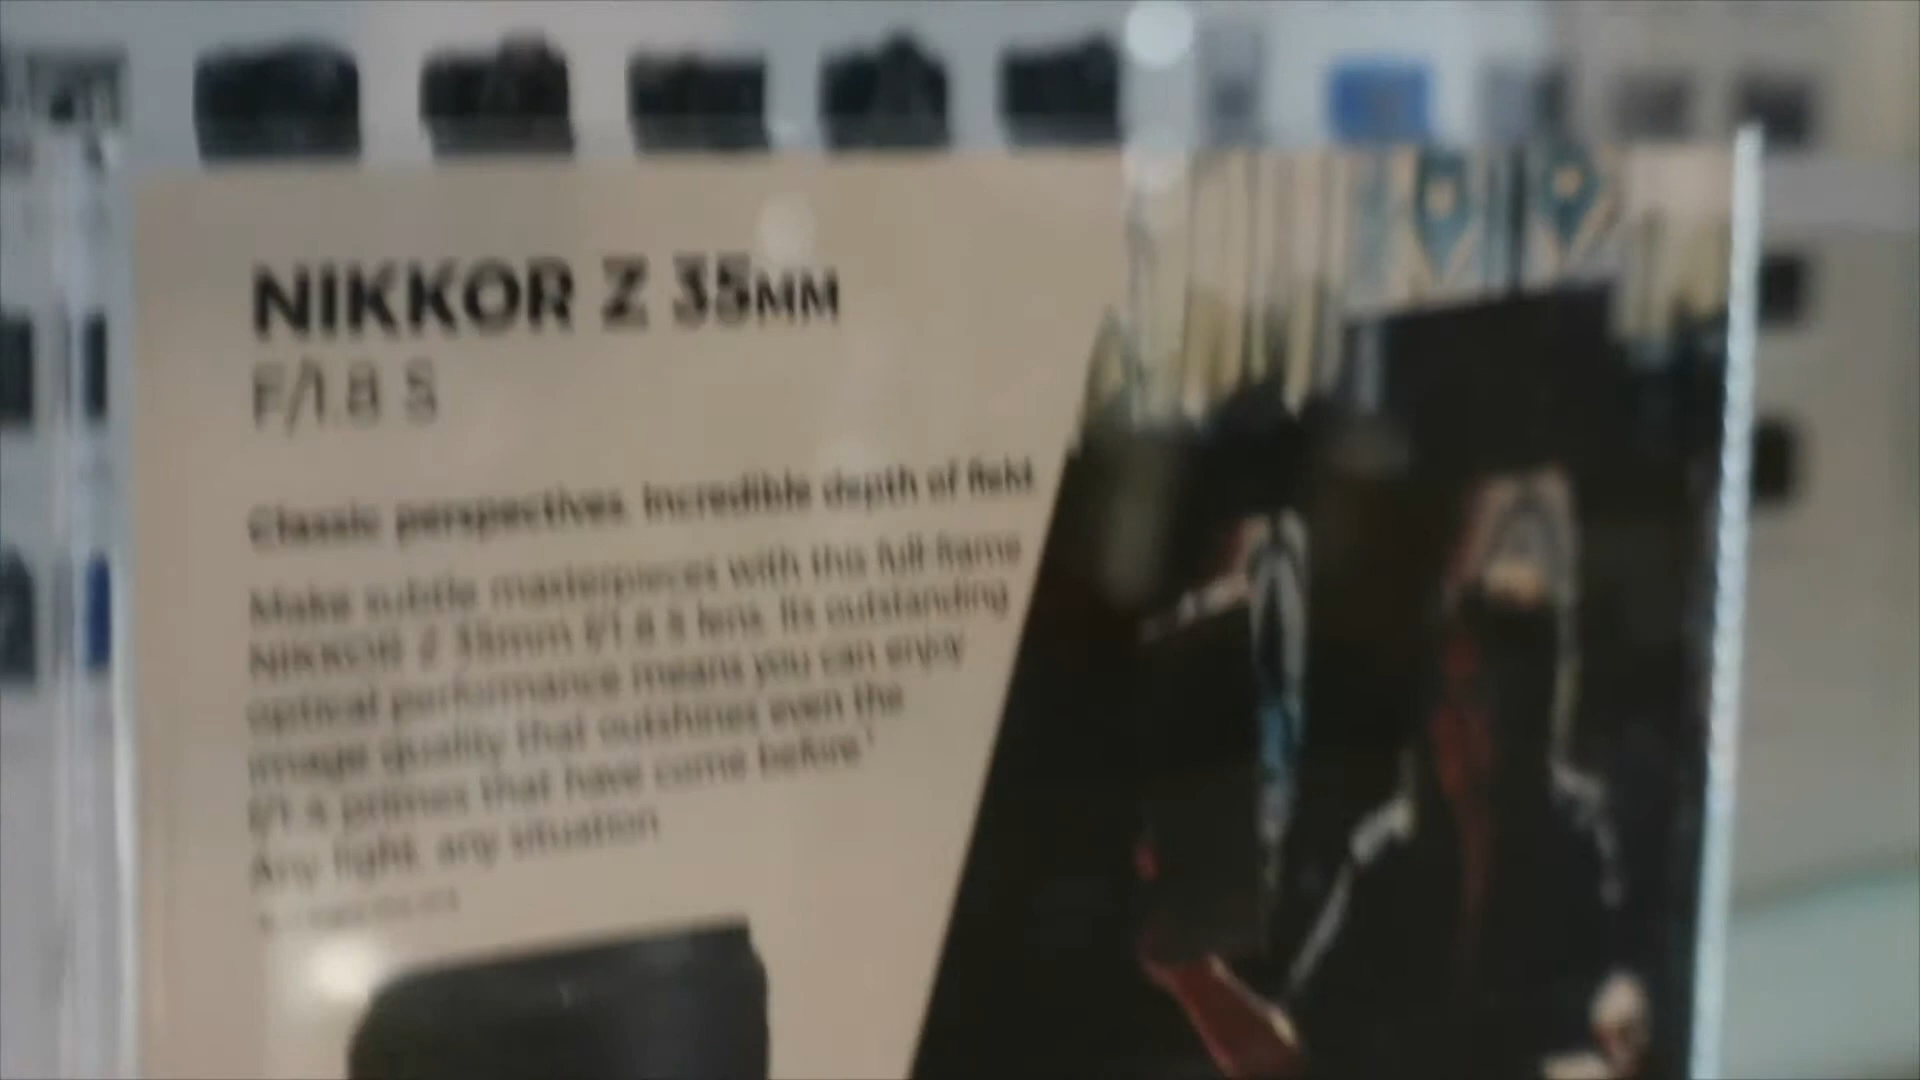 NIKKOR Z 35MM
F/1.8 S
Classic perspectives. Incredible depth of field.
Make subtle masterpieces with this full-frame
NIKKOR Z 35mm f/1.8 S lens. Its outstanding
optical performance means you can enjoy
image quality that outshines even the
f/1.4 primes that have come before.¹
Any light, any situation